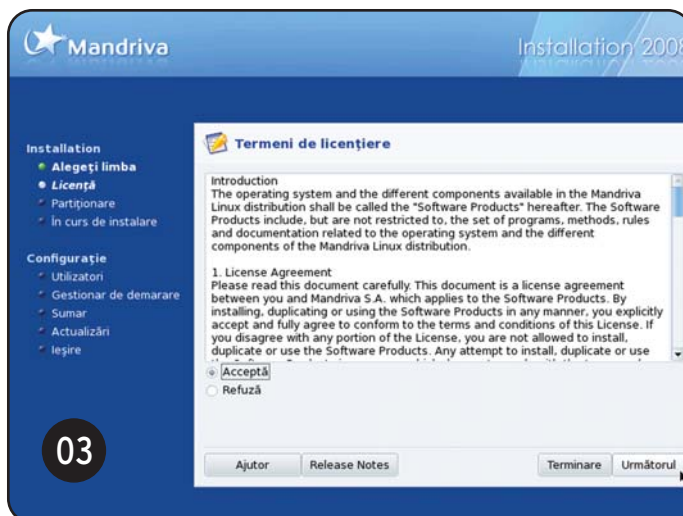 Mandriva
Installation 2008
Installation
Alegeți limba
Licență
Partiționare
În curs de instalare
Configurație
Utilizatori
Gestionar de demarare
Sumar
Actualizări
Ieșire
Termeni de licențiere
Introduction
The operating system and the different components available in the Mandriva
Linux distribution shall be called the "Software Products" hereafter. The Software
Products include, but are not restricted to, the set of programs, methods, rules
and documentation related to the operating system and the different
components of the Mandriva Linux distribution.
1. License Agreement
Please read this document carefully. This document is a license agreement
between you and Mandriva S.A. which applies to the Software Products. By
installing, duplicating or using the Software Products in any manner, you explicitly
accept and fully agree to conform to the terms and conditions of this License. If
you disagree with any portion of the License, you are not allowed to install,
duplicate or use the Software Products. Any attempt to install, duplicate or use
Acceptă
Refuză
Ajutor
Release Notes
Terminare
Următorul
03